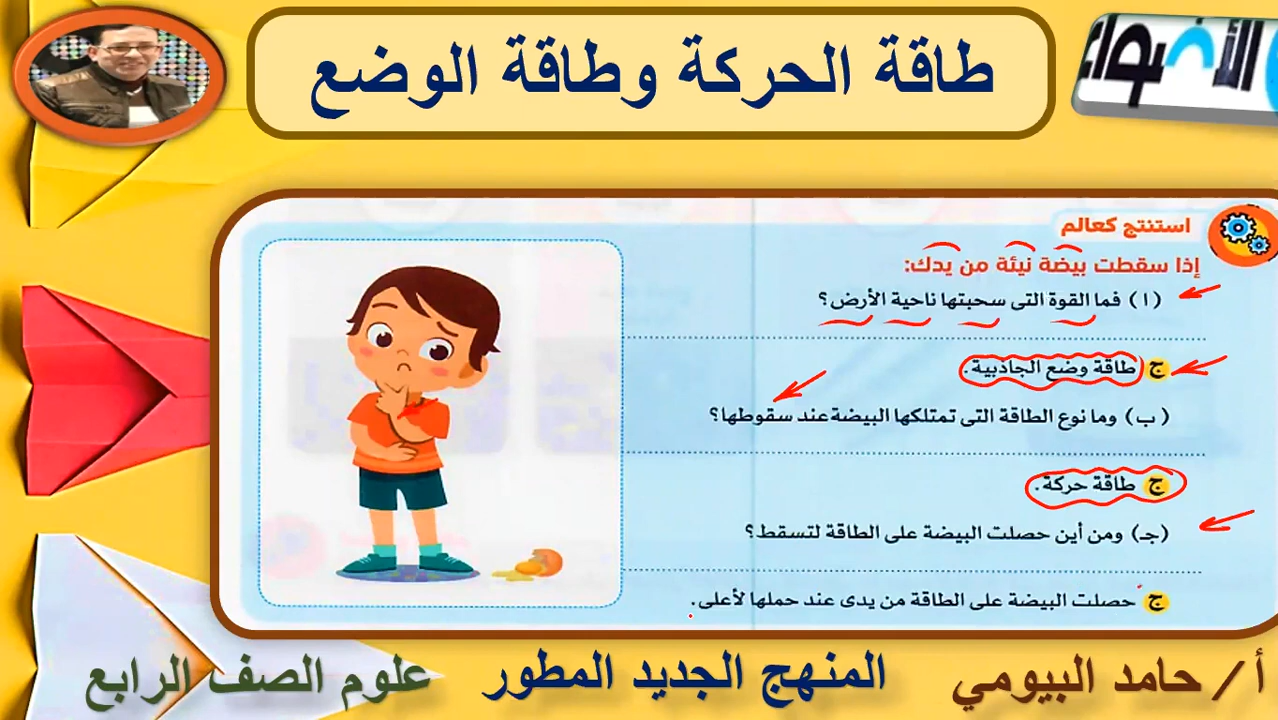 طاقة الحركة وطاقة الوضع
الأضواء
استنتج كعالم
إذا سقطت بيضة نيئة من يدك:
(ا) فما القوة التى سحبتها ناحية الأرض؟
ج طاقة وضع الجاذبية.
(ب) وما نوع الطاقة التى تمتلكها البيضة عند سقوطها؟
ج طاقة حركة.
(جـ) ومن أين حصلت البيضة على الطاقة لتسقط؟
ج حصلت البيضة على الطاقة من يدى عند حملها لأعلى.
أ/ حامد البيومي
المنهج الجديد المطور
علوم الصف الرابع